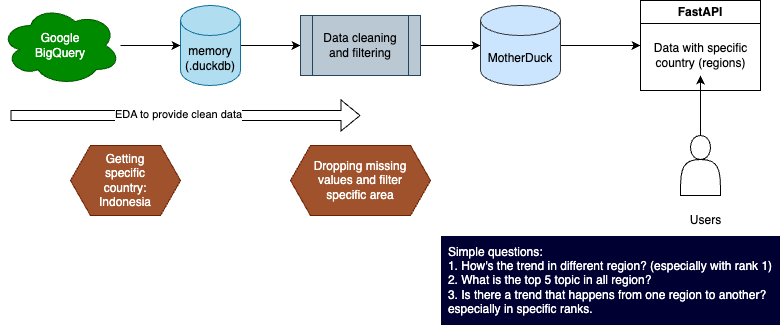 Google
BigQuery
memory
(.duckdb)
Data cleaning
and filtering
MotherDuck
FastAPI
Data with specific
country (regions)
EDA to provide clean data
Getting
specific
country:
Indonesia
Dropping missing
values and filter
specific area
Users
Simple questions:
1. How's the trend in different region? (especially with rank 1)
2. What is the top 5 topic in all region?
3. Is there a trend that happens from one region to another?
especially in specific ranks.